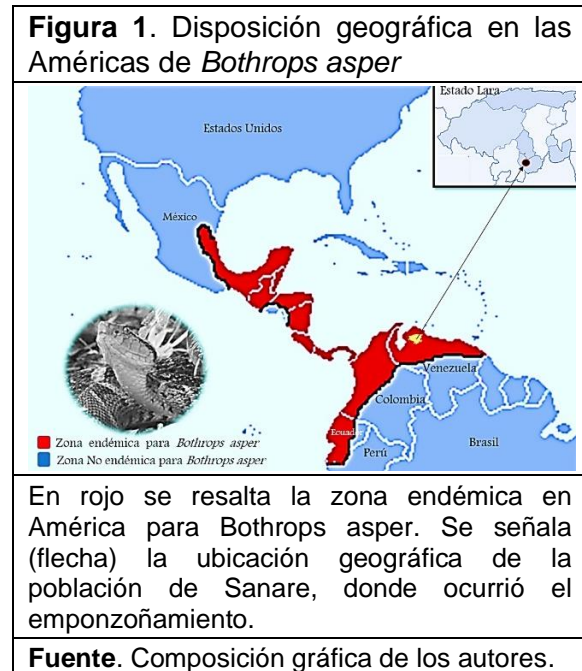 Figura 1. Disposición geográfica en las
Américas de Bothrops asper
Estado Lara
Estados Unidos
México
Venezuela
Colombia
Ecuador
Perú
Brasil
Zona endémica para Bothrops asper
Zona No endémica para Bothrops asper
En rojo se resalta la zona endémica en
América para Bothrops asper. Se señala
(flecha) la ubicación geográfica de la
población de Sanare, donde ocurrió el
emponzoñamiento.
Fuente. Composición gráfica de los autores.